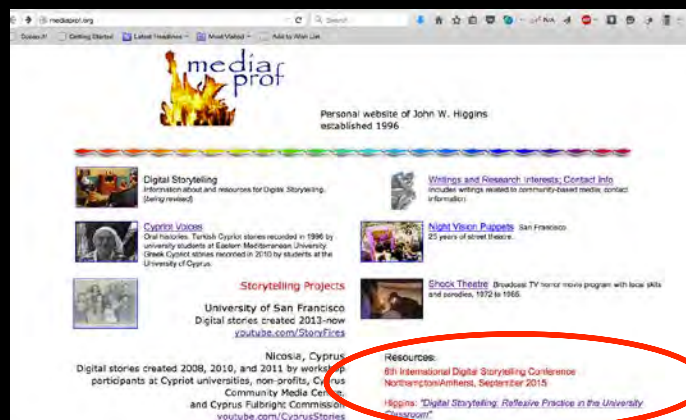 mediaprof.org
Search
Getting Started
Latest Headlines
Most Visited
Add to Wish List
media
prof
Personal website of John W. Higgins
established 1996
Digital Storytelling
Information about and resources for Digital Storytelling.
[being revised]
Cypriot Voices
Oral histories. Turkish Cypriot stories recorded in 1996 by
university students at Eastern Mediterranean University.
Greek Cypriot stories recorded in 2010 by students at the
University of Cyprus.
Storytelling Projects
University of San Francisco
Digital stories created 2013-now
youtube.com/StoryFires
Nicosia, Cyprus
Digital stories created 2008, 2010, and 2011 by workshop
participants at Cypriot universities, non-profits, Cyprus
Community Media Centre,
and Cyprus Fulbright Commission
youtube.com/CyprusStories
Writings and Research Interests; Contact Info
Includes writings related to community-based media; contact
information.
Night Vision Puppets San Francisco
25 years of street theatre.
Shock Theatre Broadcast TV horror movie program with local skits
and parodies, 1972 to 1985.
Resources:
6th International Digital Storytelling Conference
Northampton/Amherst, September 2015
Higgins: "Digital Storytelling: Reflexive Practice in the University
Classroom"